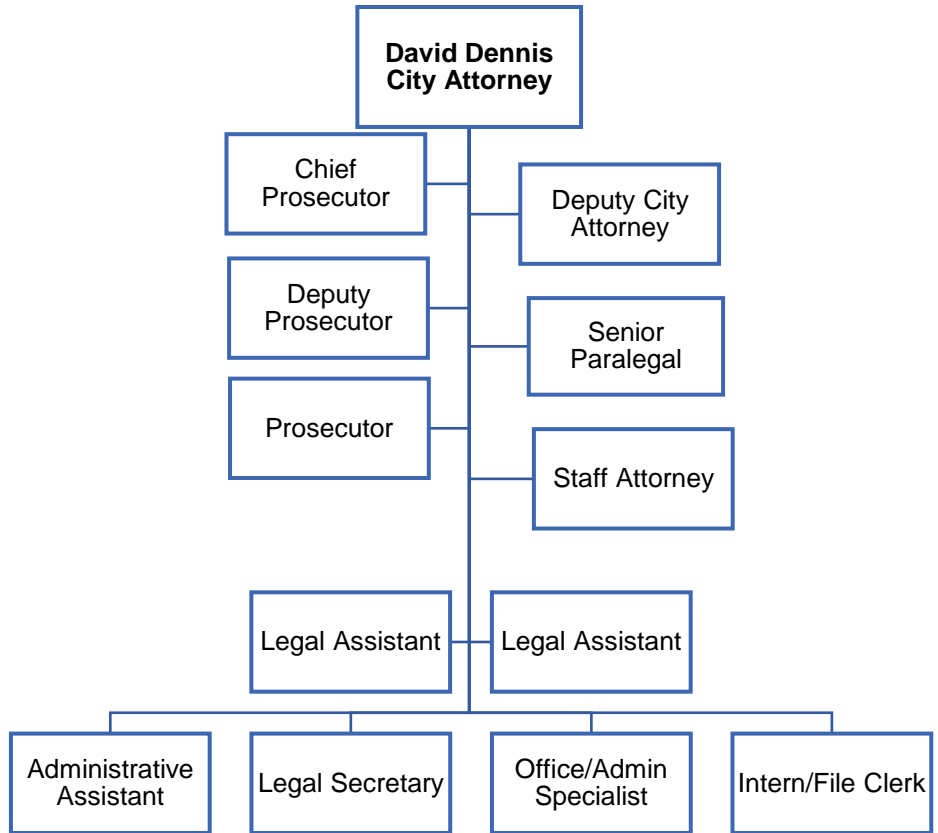 David Dennis
City Attorney
Chief
Prosecutor
Deputy City
Attorney
Deputy
Prosecutor
Senior
Paralegal
Prosecutor
Staff Attorney
Legal Assistant
Legal Assistant
Administrative
Assistant
Legal Secretary
Office/Admin
Specialist
Intern/File Clerk